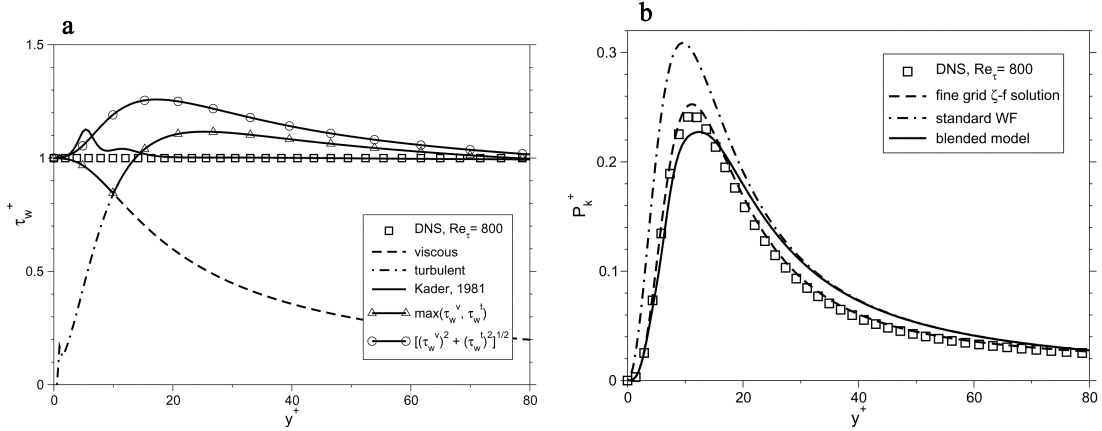 a
1.5
1
0.5
0
τw+
0
20
40
60
80
y+
DNS, Reτ= 800
viscous
turbulent
Kader, 1981
max(τwv, τwt)
[(τwv)2 + (τwt)2]1/2
b
0.3
0.2
0.1
0
Pk+
0
20
40
60
80
y+
DNS, Reτ= 800
fine grid ζ-f solution
standard WF
blended model